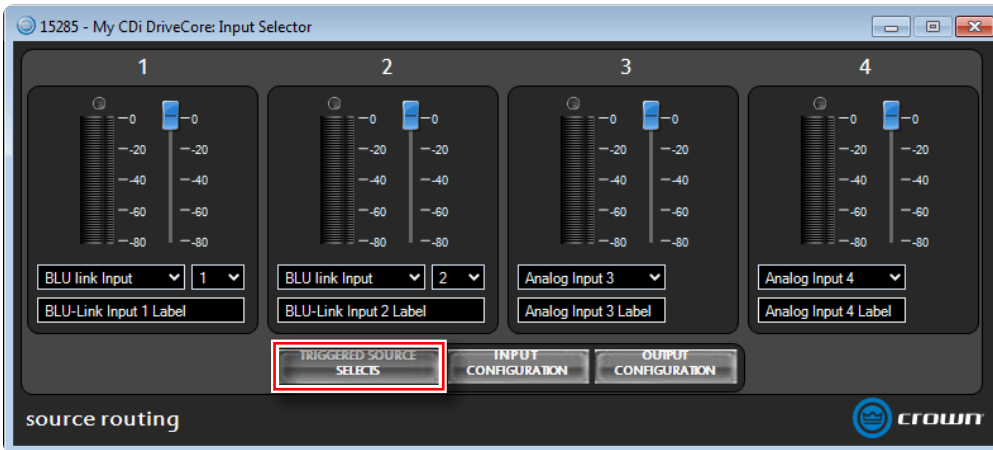 15285 - My CDi DriveCore: Input Selector
1 2 3 4
-0 -0 -0 -0 -0 -0 -0 -0
-20 -20 -20 -20 -20 -20 -20 -20
-40 -40 -40 -40 -40 -40 -40 -40
-60 -60 -60 -60 -60 -60 -60 -60
-80 -80 -80 -80 -80 -80 -80 -80
BLU link Input 1 BLU link Input 2 Analog Input 3 Analog Input 4
BLU-Link Input 1 Label BLU-Link Input 2 Label Analog Input 3 Label Analog Input 4 Label
TRIGGERED SOURCE INPUT OUTPUT
SELECTS CONFIGURATION CONFIGURATION
source routing crown